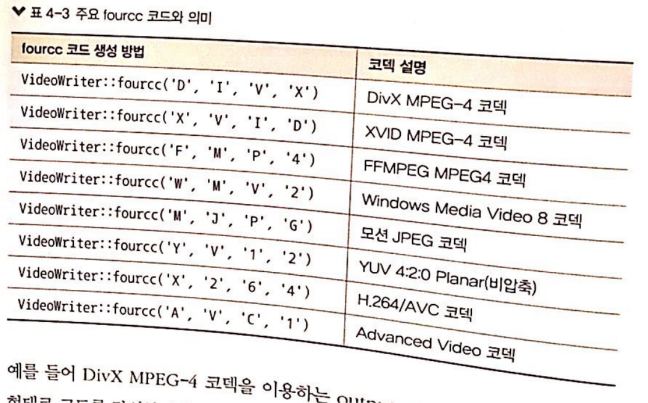 ▼ 표 4-3 주요 fourcc 코드와 의미
fourcc 코드 생성 방법 코덱 설명
VideoWriter::fourcc('D', 'I', 'V', 'X') DivX MPEG-4 코덱
VideoWriter::fourcc('X', 'V', 'I', 'D') XVID MPEG-4 코덱
VideoWriter::fourcc('F', 'M', 'P', '4') FFMPEG MPEG4 코덱
VideoWriter::fourcc('W', 'M', 'V', '2') Windows Media Video 8 코덱
VideoWriter::fourcc('M', 'J', 'P', 'G') 모션 JPEG 코덱
VideoWriter::fourcc('Y', 'V', '1', '2') YUV 4:2:0 Planar(비압축)
VideoWriter::fourcc('X', '2', '6', '4') H.264/AVC 코덱
VideoWriter::fourcc('A', 'V', 'C', '1') Advanced Video 코덱
예를 들어 DivX MPEG-4 코덱을 이용하는